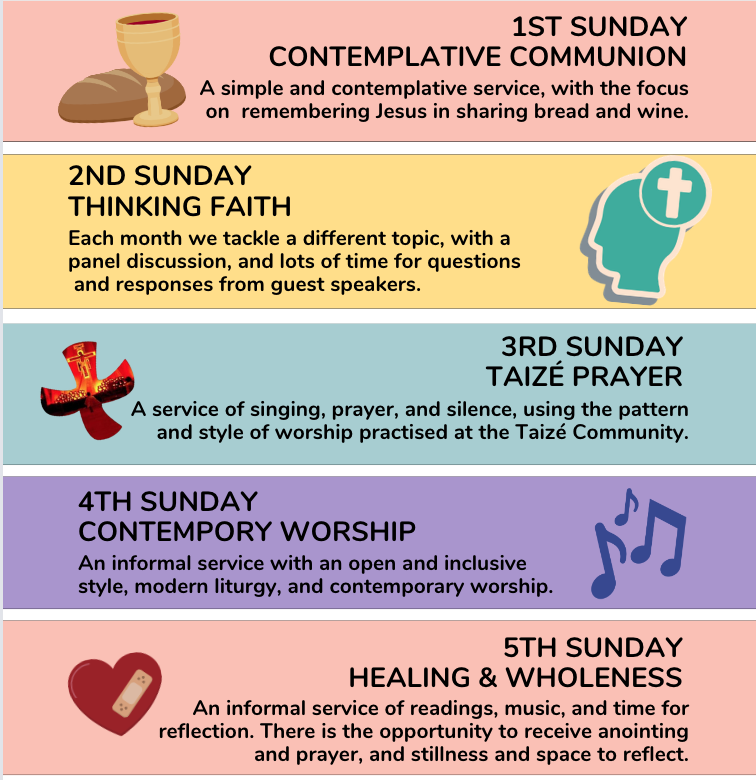 1ST SUNDAY
CONTEMPLATIVE COMMUNION
A simple and contemplative service, with the focus
on remembering Jesus in sharing bread and wine.
2ND SUNDAY
THINKING FAITH
Each month we tackle a different topic, with a
panel discussion, and lots of time for questions
and responses from guest speakers.
3RD SUNDAY
TAIZÉ PRAYER
A service of singing, prayer, and silence, using the pattern
and style of worship practised at the Taizé Community.
4TH SUNDAY
CONTEMPORY WORSHIP
An informal service with an open and inclusive
style, modern liturgy, and contemporary worship.
5TH SUNDAY
HEALING & WHOLENESS
An informal service of readings, music, and time for
reflection. There is the opportunity to receive anointing
and prayer, and stillness and space to reflect.